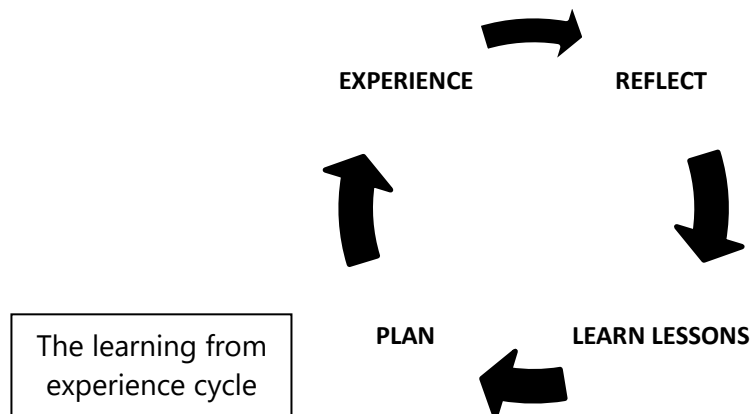 EXPERIENCE REFLECT
PLAN LEARN LESSONS
The learning from
experience cycle